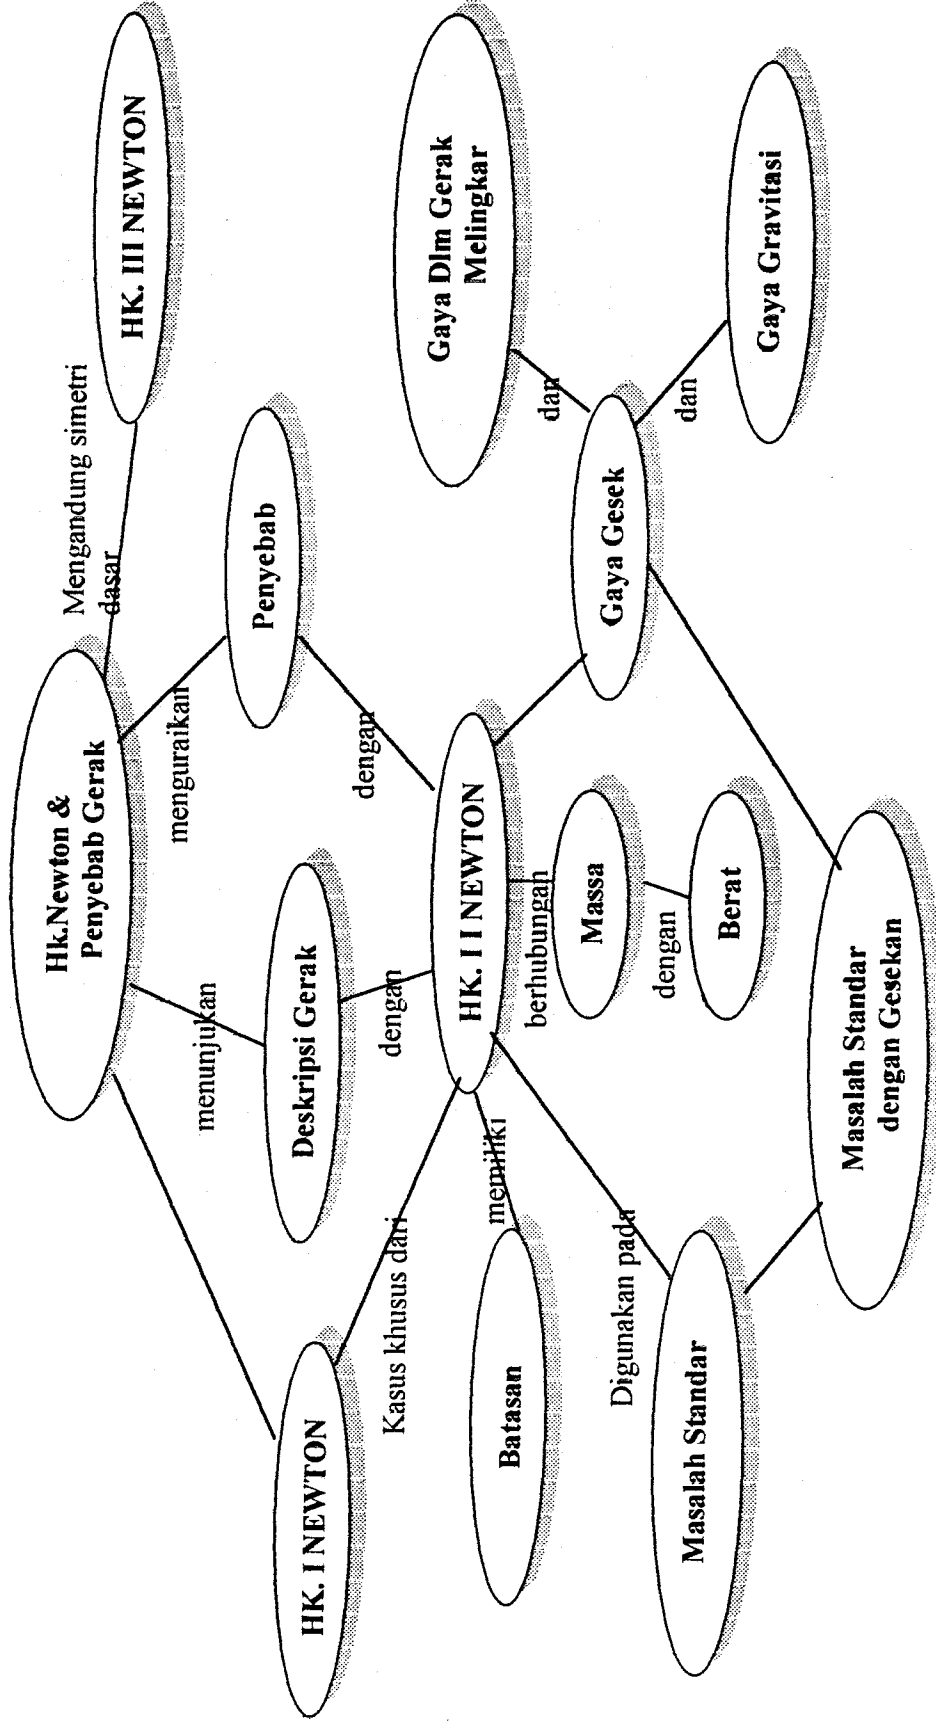 Hk.Newton &
Penyebab Gerak
Mengandung simetri
dasar
HK. III NEWTON
menunjukan
menguraikan
Penyebab
Deskripsi Gerak
HK. I NEWTON
Kasus khusus dari
dengan
dengan
HK. I I NEWTON
Gaya Dlm Gerak
Melingkar
memiliki
Batasan
berhubungan
Massa
dan
Gaya Gesek
Digunakan pada
dengan
dan
Masalah Standar
Berat
Gaya Gravitasi
Masalah Standar
dengan Gesekan